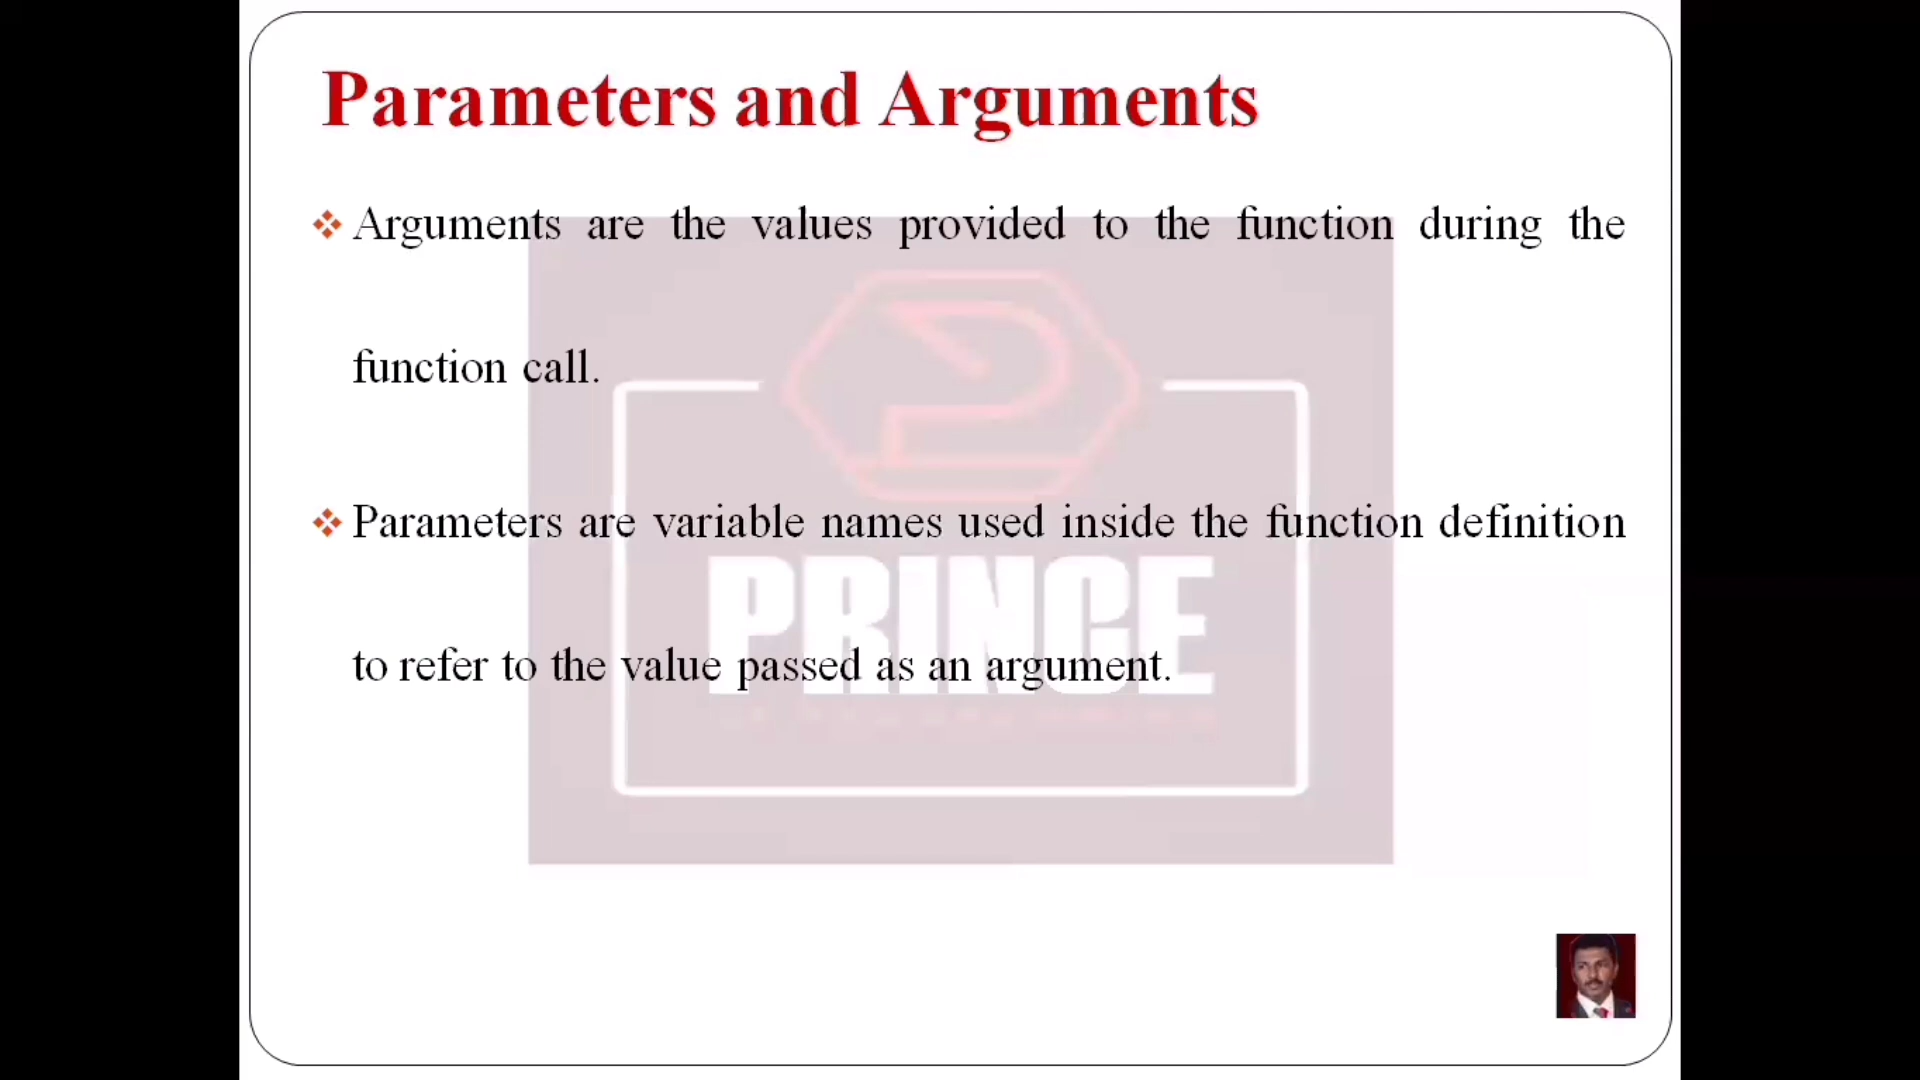 Parameters and Arguments
Arguments are the values provided to the function during the
function call.
Parameters are variable names used inside the function definition
PRINCE
to refer to the value passed as an argument.